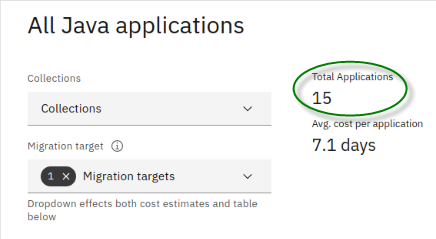 All Java applications
Collections
Collections
Migration target
1 × Migration targets
Dropdown effects both cost estimates and table
below
Total Applications
15
Avg. cost per application
7.1 days